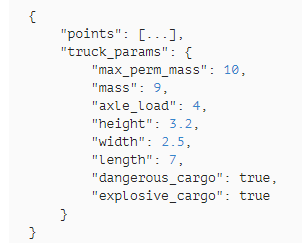 {
"points": [...],
"truck_params": {
"max_perm_mass": 10,
"mass": 9,
"axle_load": 4,
"height": 3.2,
"width": 2.5,
"length": 7,
"dangerous_cargo": true,
"explosive_cargo": true
}
}